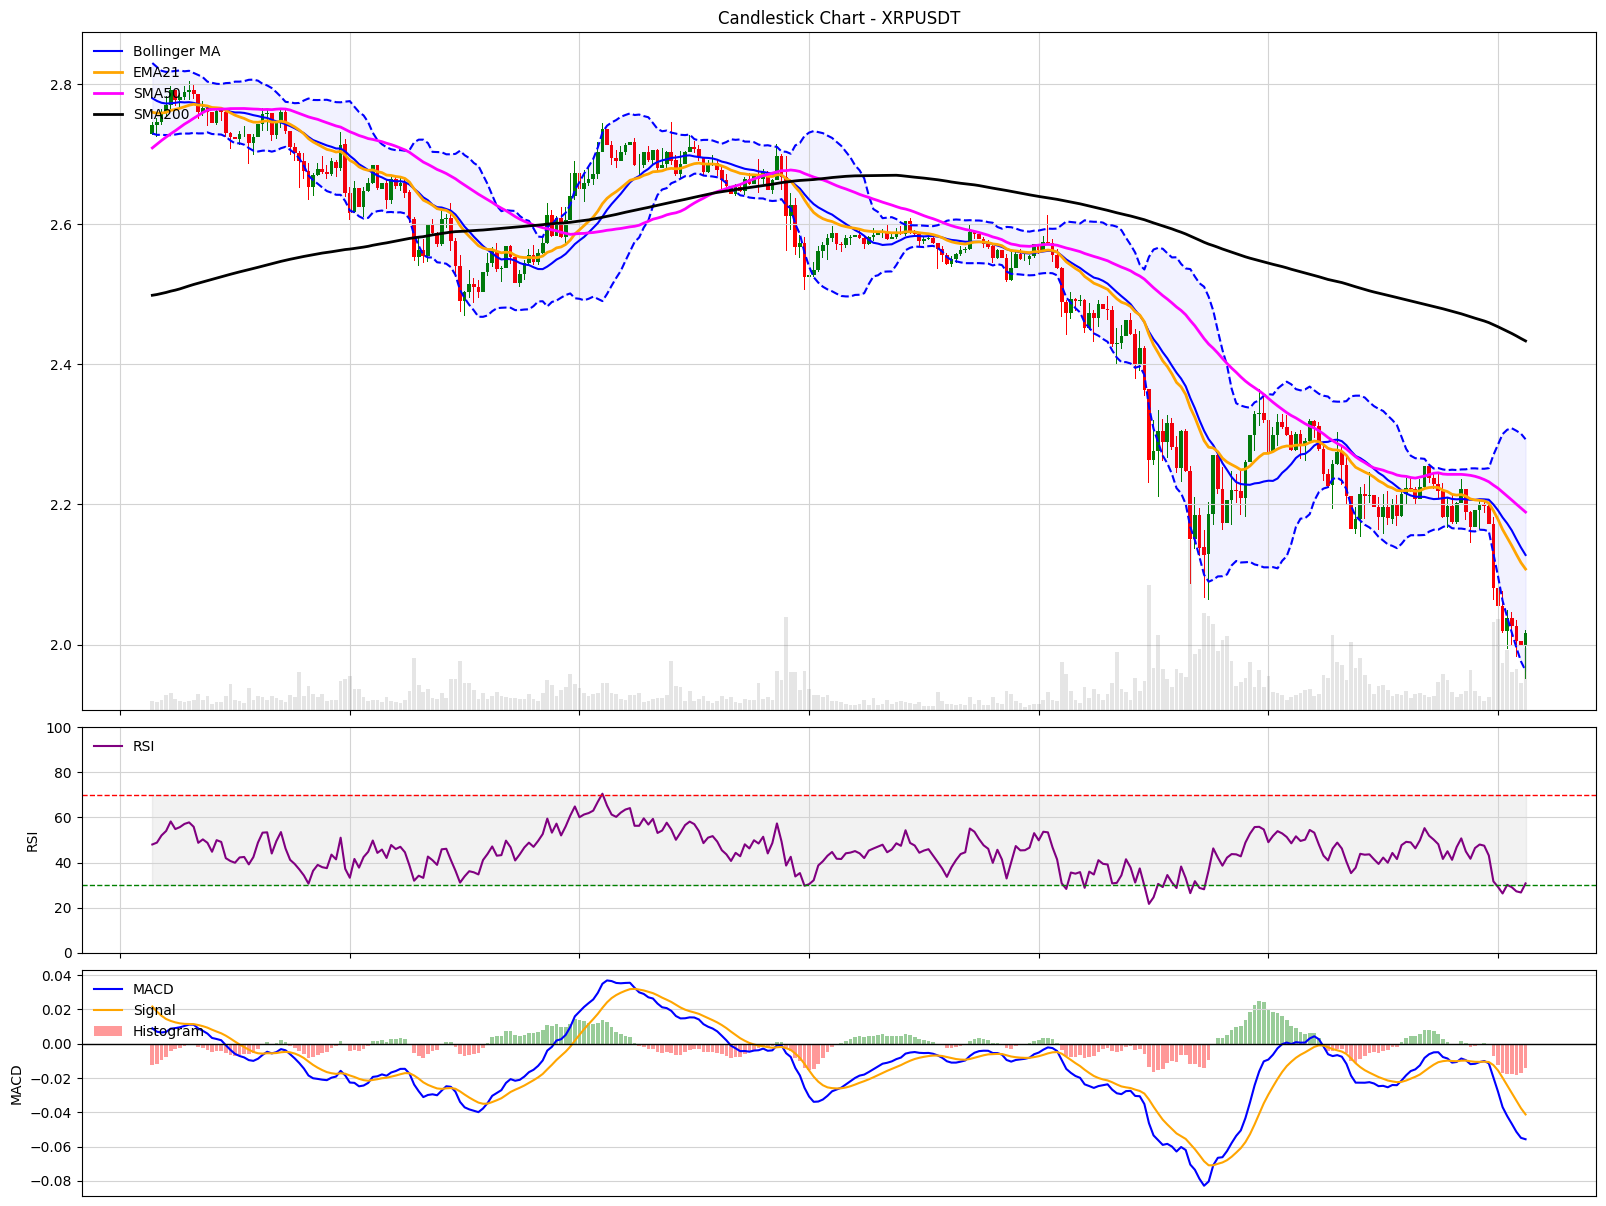 Candlestick Chart - XRPUSDT
Bollinger MA
EMA21
SMA50
SMA200
2.8
2.6
2.4
2.2
2.0
RSI
100
80
60
40
20
0
RSI
MACD
Signal
Histogram
0.04
0.02
0.00
−0.02
−0.04
−0.06
−0.08
MACD